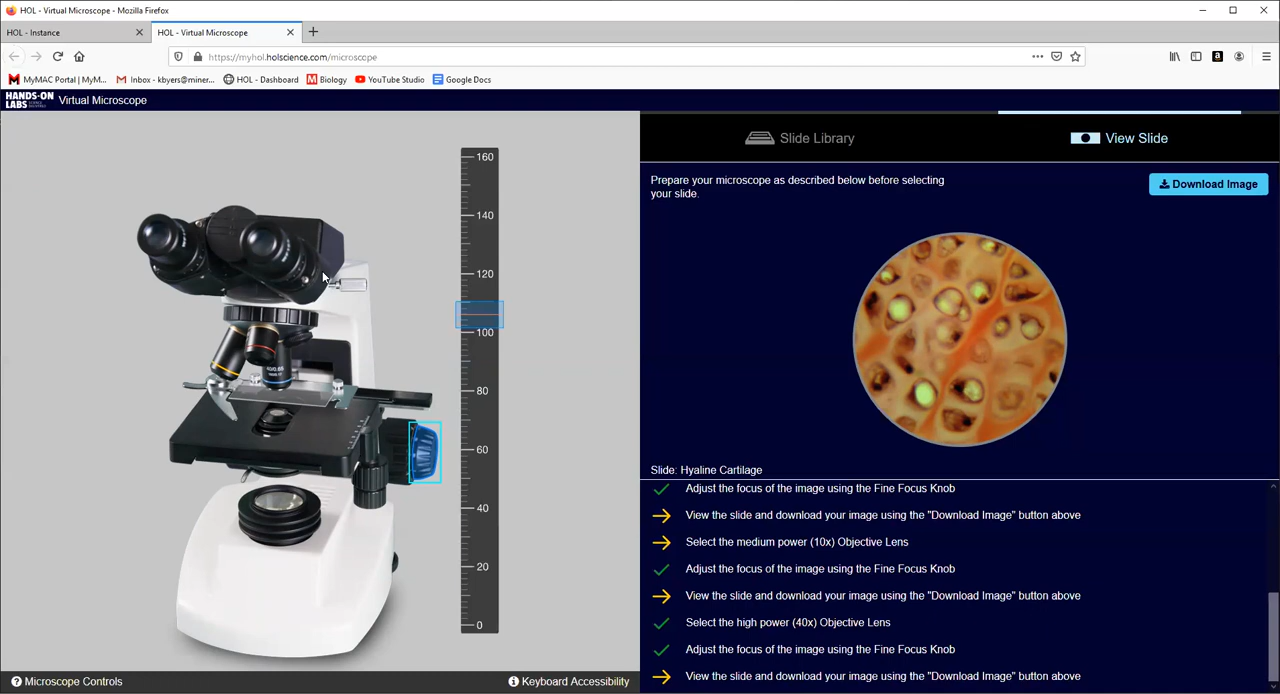 HOL - Virtual Microscope - Mozilla Firefox
HOL - Instance
HOL - Virtual Microscope
https://myhol.holscience.com/microscope
MyMAC Portal | MyM...
Inbox - kbyers@miner...
HOL - Dashboard
Biology
YouTube Studio
Google Docs
HANDS-ON
LABS
Virtual Microscope
Slide Library
View Slide
Prepare your microscope as described below before selecting
your slide.
Download Image
160
140
120
100
80
60
40
20
0
Slide: Hyaline Cartilage
Adjust the focus of the image using the Fine Focus Knob
View the slide and download your image using the "Download Image" button above
Select the medium power (10x) Objective Lens
Adjust the focus of the image using the Fine Focus Knob
View the slide and download your image using the "Download Image" button above
Select the high power (40x) Objective Lens
Adjust the focus of the image using the Fine Focus Knob
View the slide and download your image using the "Download Image" button above
Microscope Controls
Keyboard Accessibility